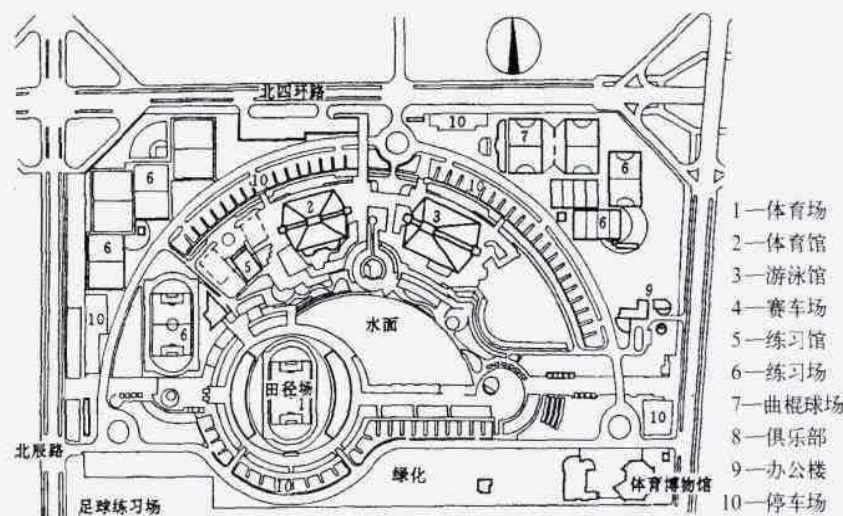 北四环路
10
7
6
6
6
6
10
10
2
3
5
6
9
10
6
水面
田径场
1
10
北辰路
10
绿化
体育博物馆
足球练习场
1—体育场
2—体育馆
3—游泳馆
4—赛车场
5—练习馆
6—练习场
7—曲棍球场
8—俱乐部
9—办公楼
10—停车场